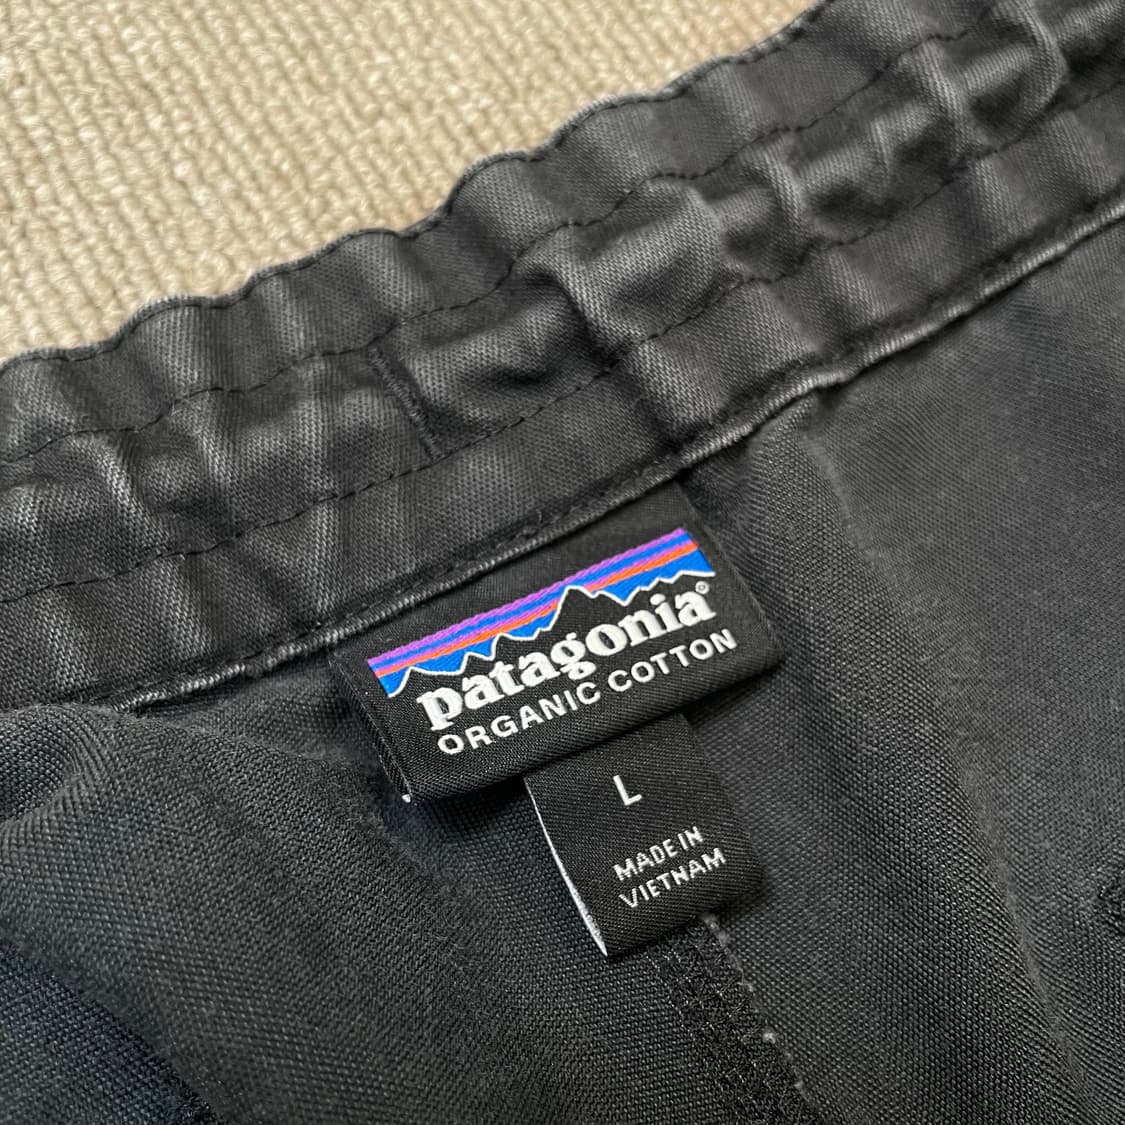 patagonia®
ORGANIC COTTON
L
MADE IN
VIETNAM